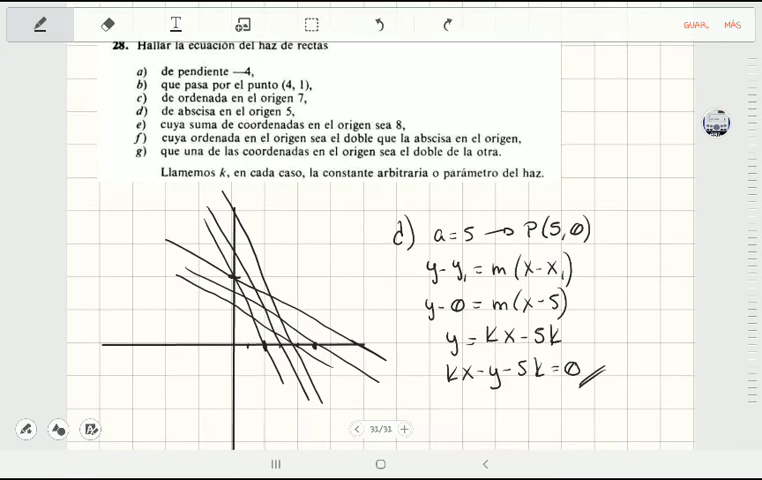 GUAR. MÁS
28. Hallar la ecuación del haz de rectas
a) de pendiente —4,
b) que pasa por el punto (4, 1),
c) de ordenada en el origen 7,
d) de abscisa en el origen 5,
e) cuya suma de coordenadas en el origen sea 8,
f) cuya ordenada en el origen sea el doble que la abscisa en el origen,
g) que una de las coordenadas en el origen sea el doble de la otra.
Llamemos k, en cada caso, la constante arbitraria o parámetro del haz.
d) a = 5 → P(5,0)
y-y₁ = m(x-x₁)
y-0 = m(x-5)
y = kx-5k
kx-y-5k=0
31/31